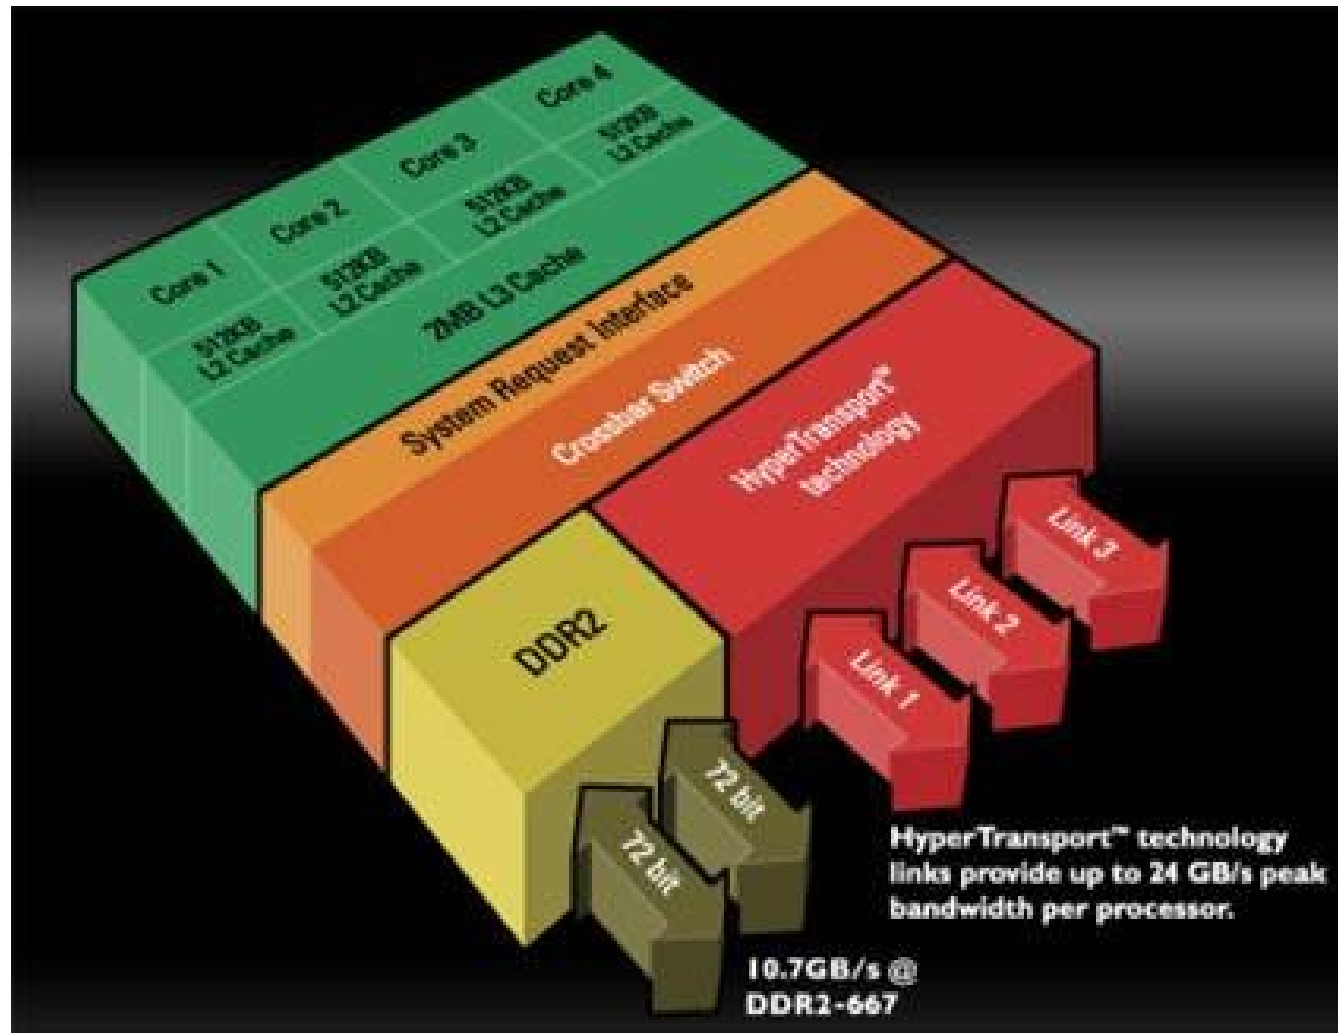 Core 1
Core 2
Core 3
Core 4
512KB
L2 Cache
512KB
L2 Cache
512KB
L2 Cache
512KB
L2 Cache
2MB L3 Cache
System Request Interface
Crossbar Switch
HyperTransport™
technology
DDR2
Link 1
Link 2
Link 3
72 bit
72 bit
HyperTransport™ technology
links provide up to 24 GB/s peak
bandwidth per processor.
10.7GB/s @
DDR2-667